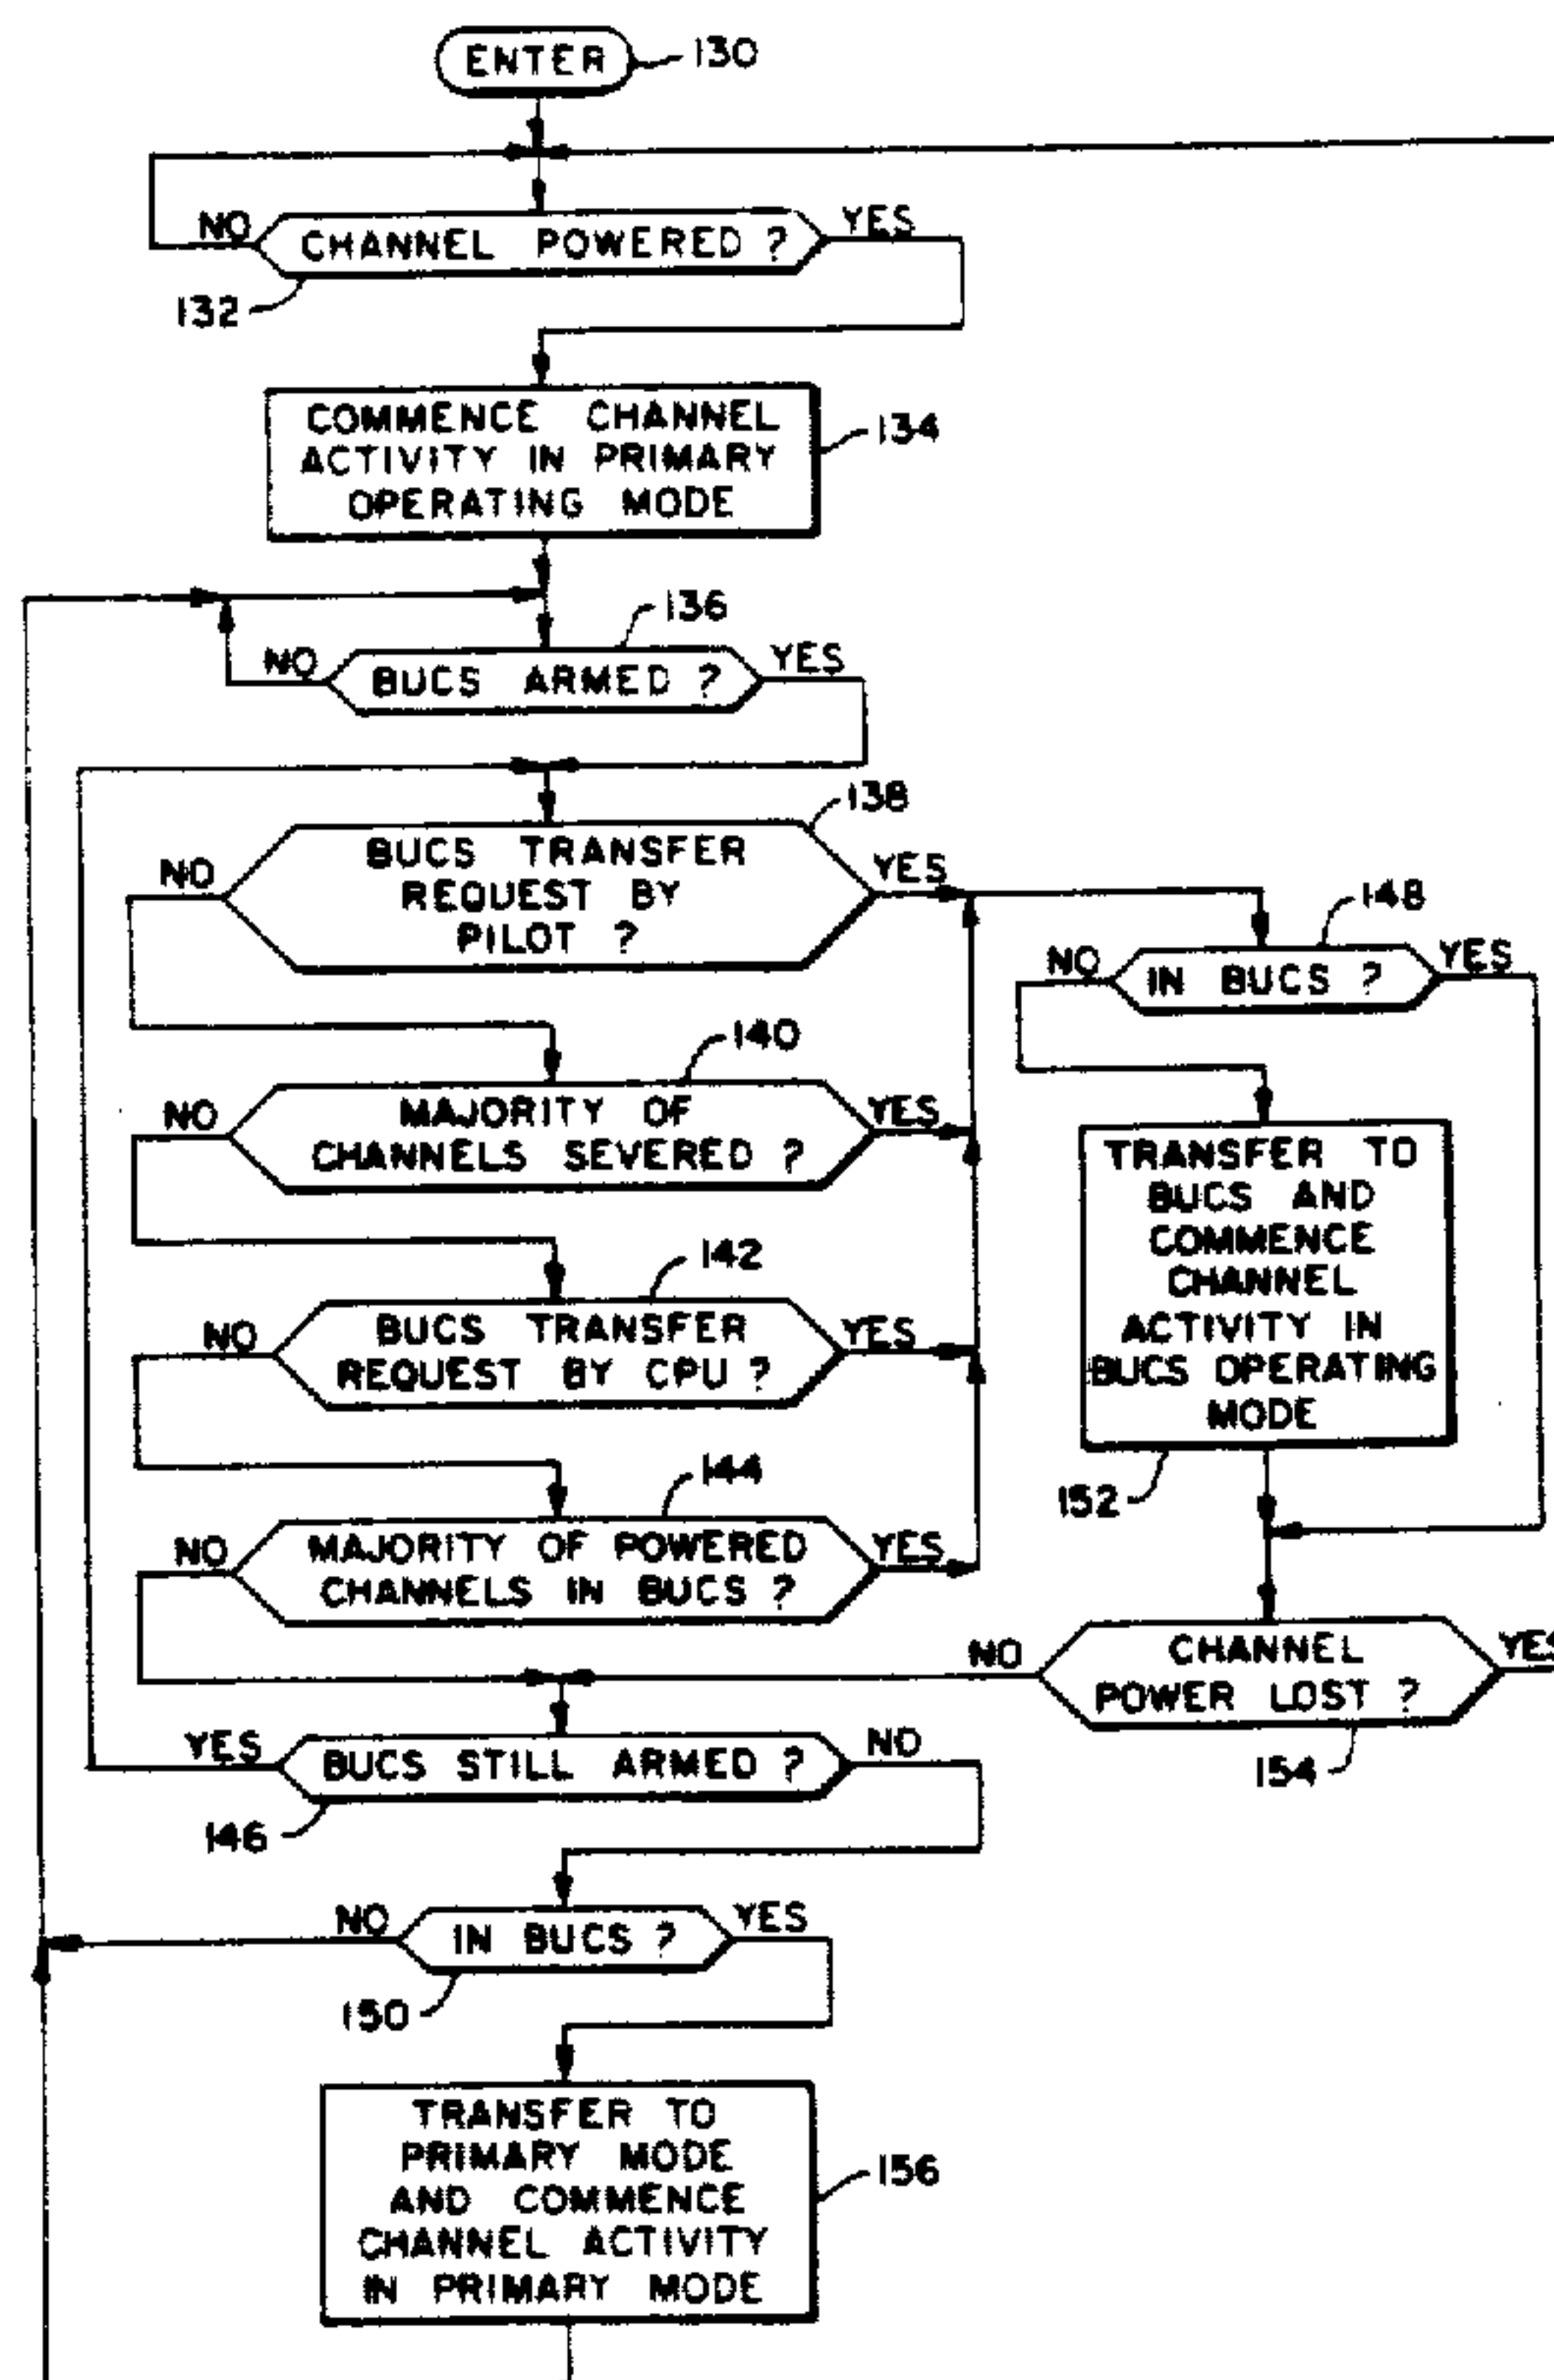 ENTER
130
NO
CHANNEL POWERED ?
YES
132
COMMENCE CHANNEL
ACTIVITY IN PRIMARY
OPERATING MODE
134
136
NO
BUCS ARMED ?
YES
138
NO
BUCS TRANSFER
REQUEST BY
PILOT ?
YES
148
NO
IN BUCS ?
YES
140
NO
MAJORITY OF
CHANNELS SEVERED ?
YES
TRANSFER TO
BUCS AND
COMMENCE
CHANNEL
ACTIVITY IN
BUCS OPERATING
MODE
152
142
NO
BUCS TRANSFER
REQUEST BY CPU ?
YES
144
NO
MAJORITY OF POWERED
CHANNELS IN BUCS ?
YES
NO
CHANNEL
POWER LOST ?
YES
154
YES
BUCS STILL ARMED ?
NO
146
NO
IN BUCS ?
YES
150
TRANSFER TO
PRIMARY MODE
AND COMMENCE
CHANNEL ACTIVITY
IN PRIMARY MODE
156